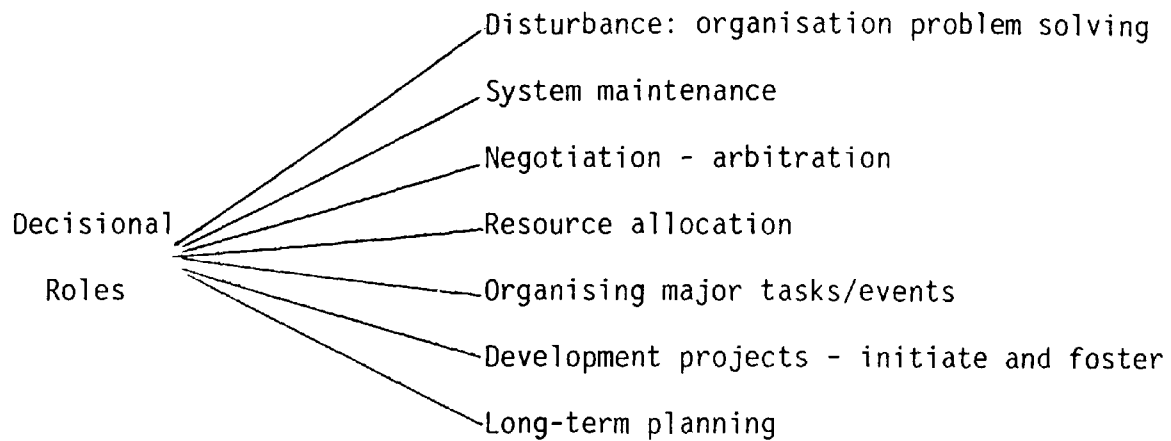 Disturbance: organisation problem solving
System maintenance
Negotiation - arbitration
Decisional
Resource allocation
Roles
Organising major tasks/events
Development projects - initiate and foster
Long-term planning